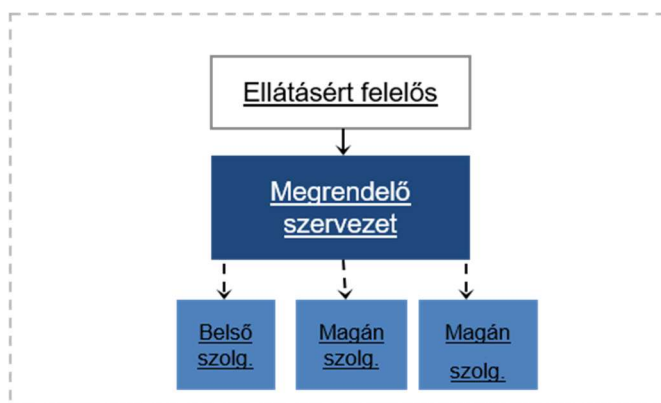 Ellátásért felelős
Megrendelő
szervezet
Belső
szolg.
Magán
szolg.
Magán
szolg.